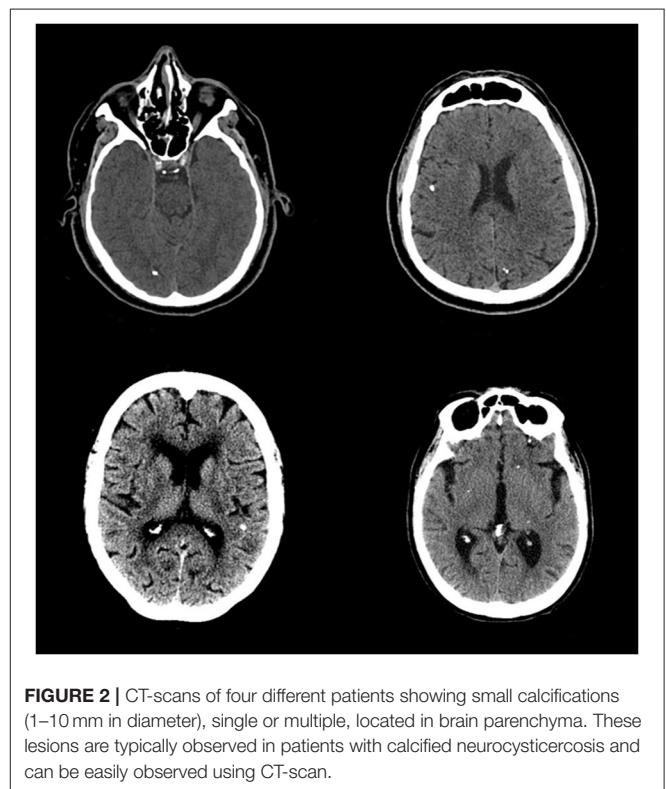 FIGURE 2 | CT-scans of four different patients showing small calcifications
(1–10 mm in diameter), single or multiple, located in brain parenchyma. These
lesions are typically observed in patients with calcified neurocysticercosis and
can be easily observed using CT-scan.